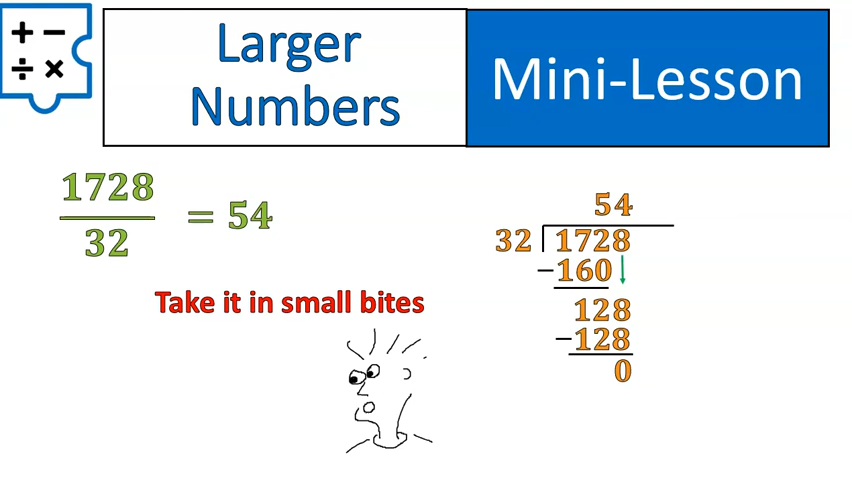 + −
÷ ×
Larger
Numbers
Mini-Lesson
1728
32
= 54
Take it in small bites
54
32 1728
−160
128
−128
0